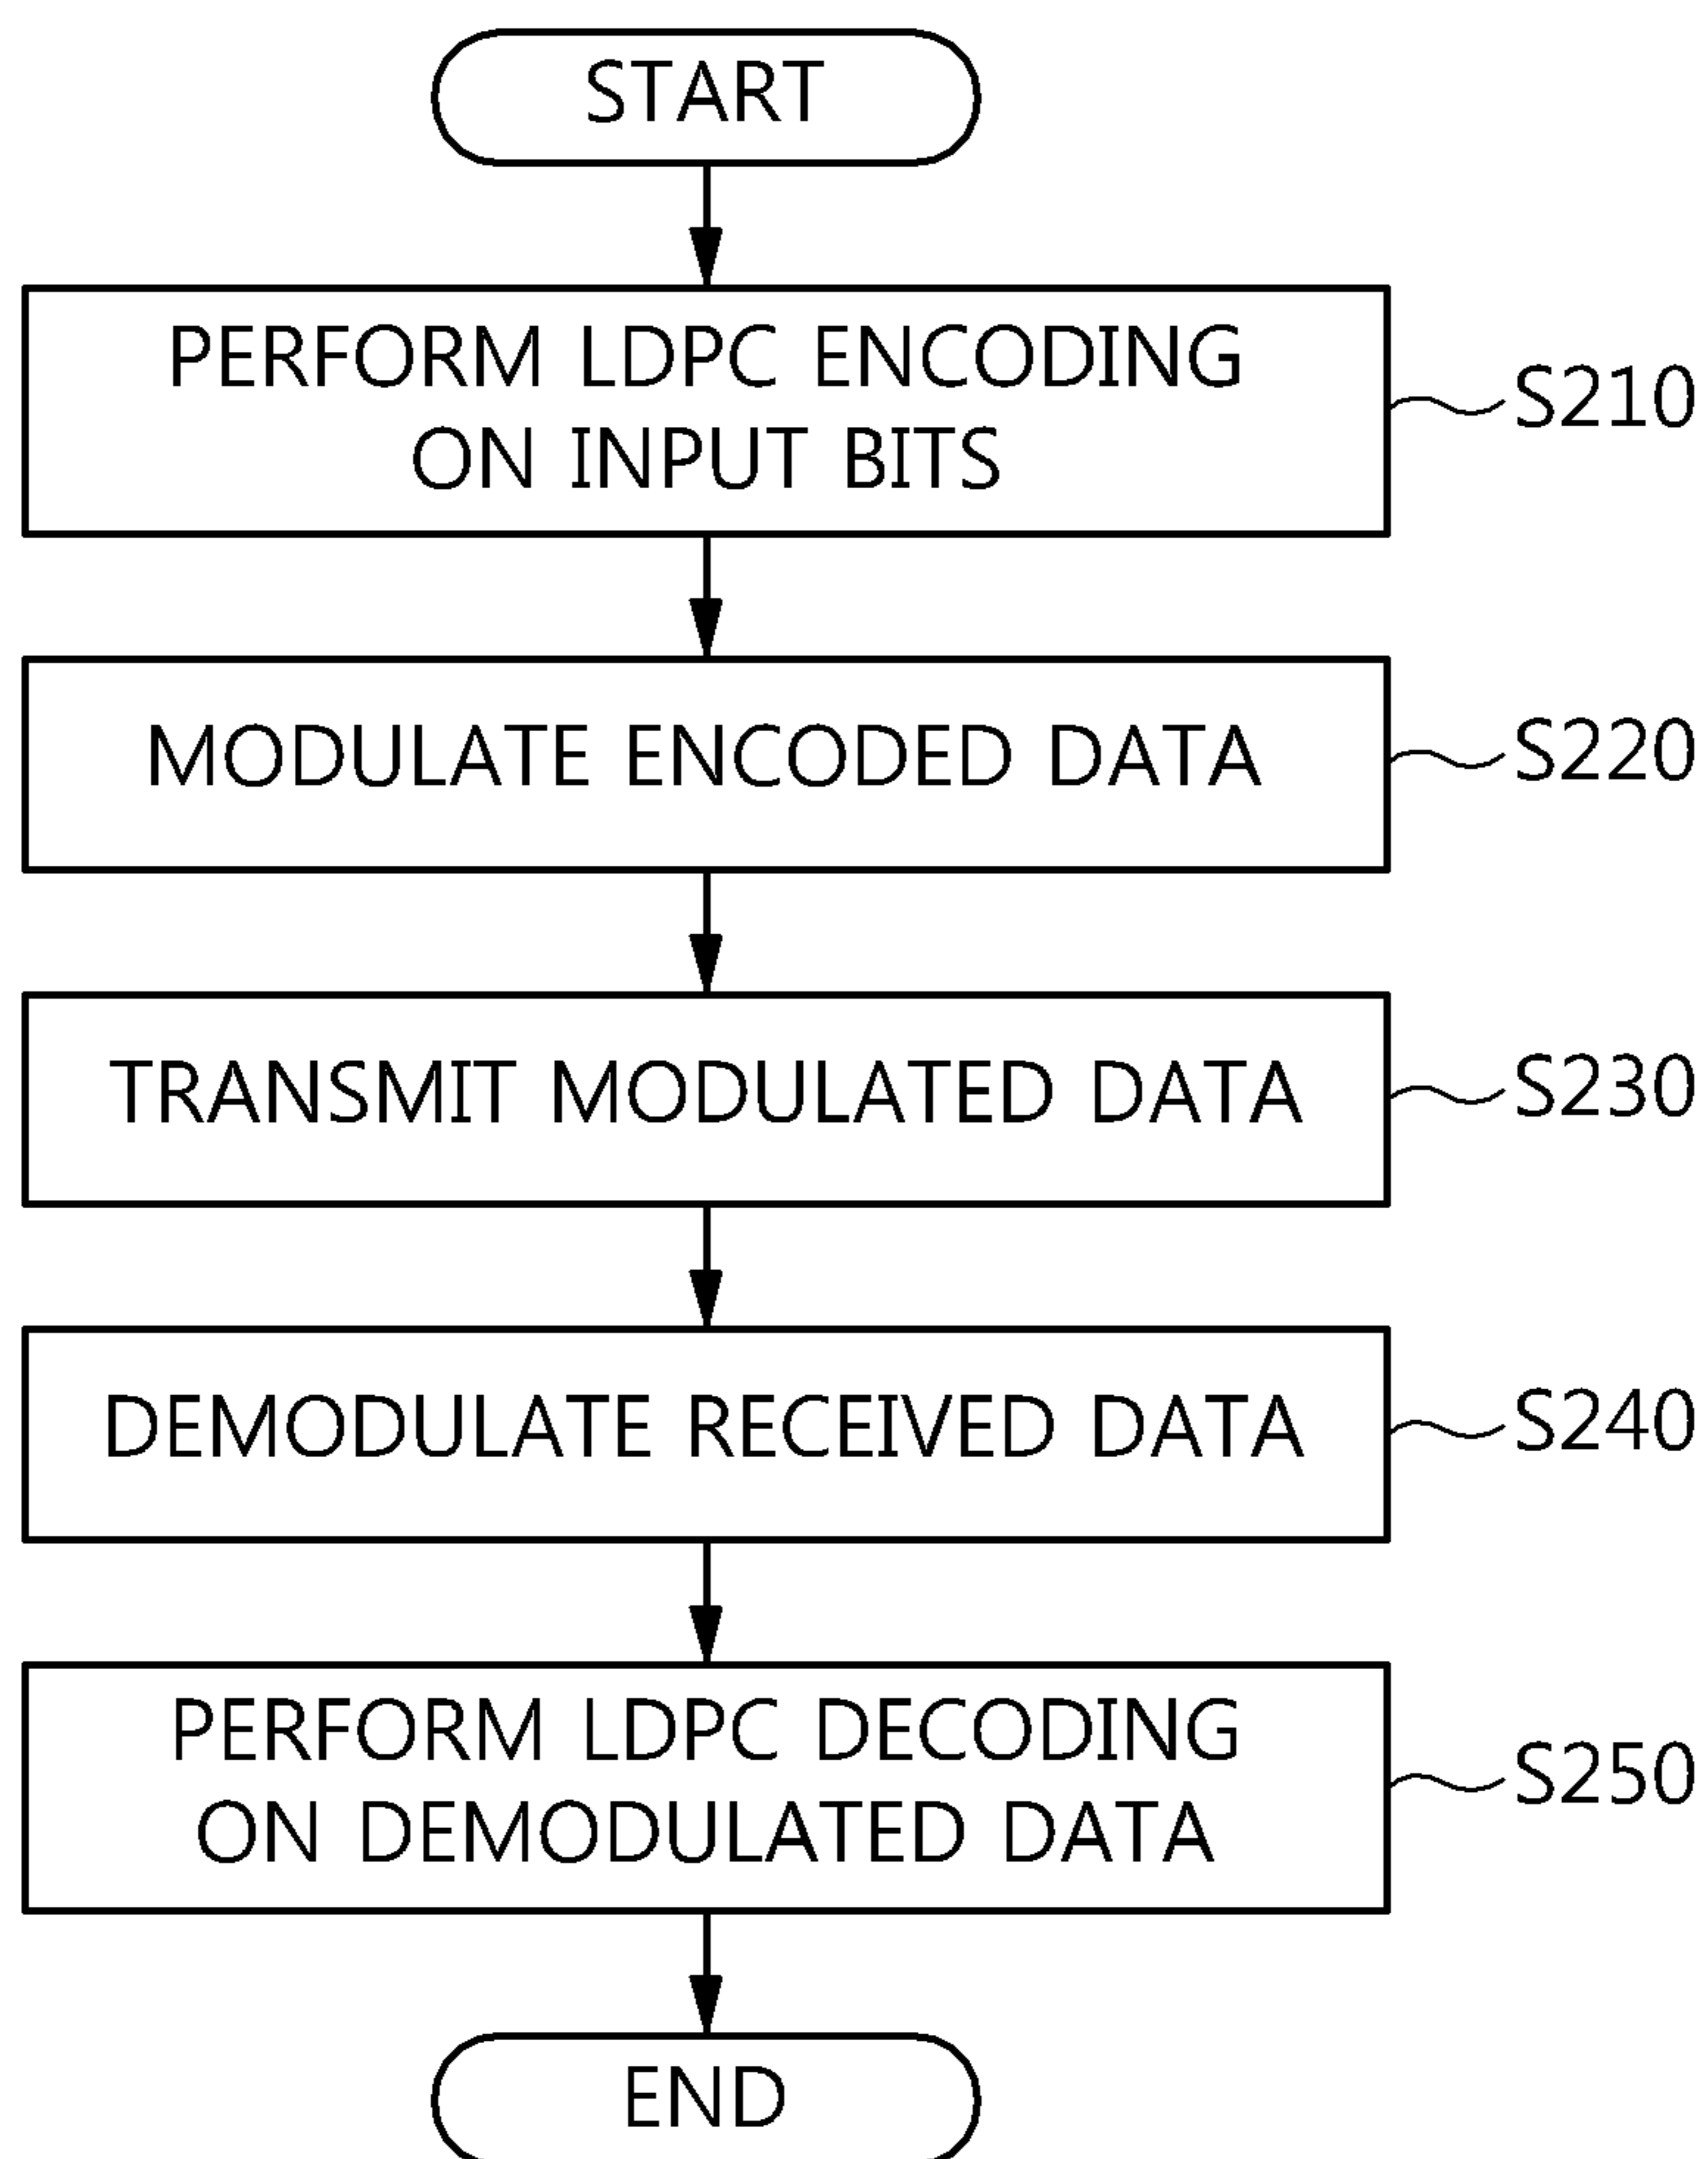 START
PERFORM LDPC ENCODING
ON INPUT BITS
S210
MODULATE ENCODED DATA
S220
TRANSMIT MODULATED DATA
S230
DEMODULATE RECEIVED DATA
S240
PERFORM LDPC DECODING
ON DEMODULATED DATA
S250
END